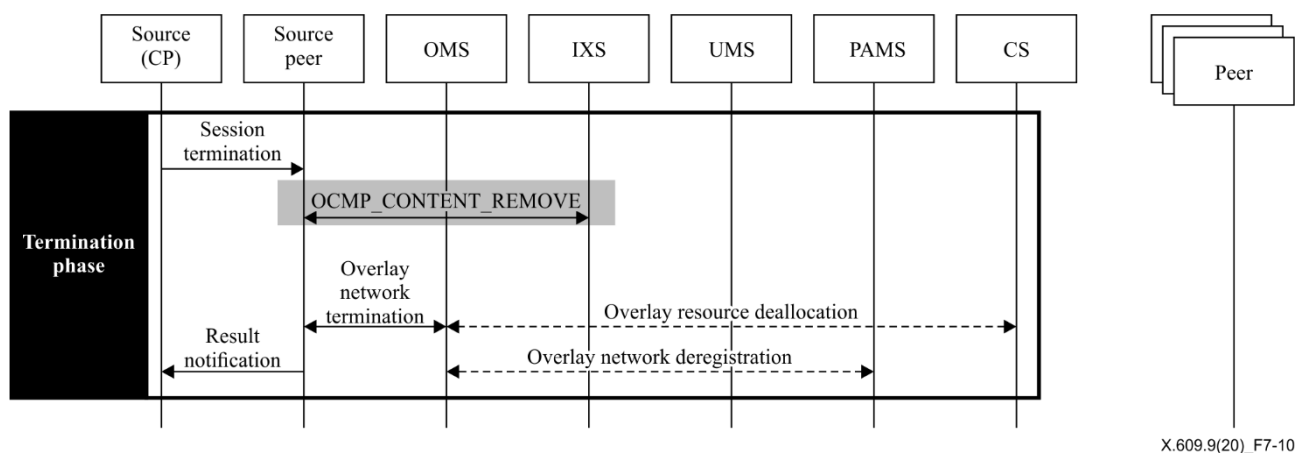 Source
(CP)
Source
peer
OMS
IXS
UMS
PAMS
CS
Peer
Session
termination
OCMP_CONTENT_REMOVE
Termination
phase
Overlay
network
termination
Overlay resource deallocation
Result
notification
Overlay network deregistration
X.609.9(20)_F7-10